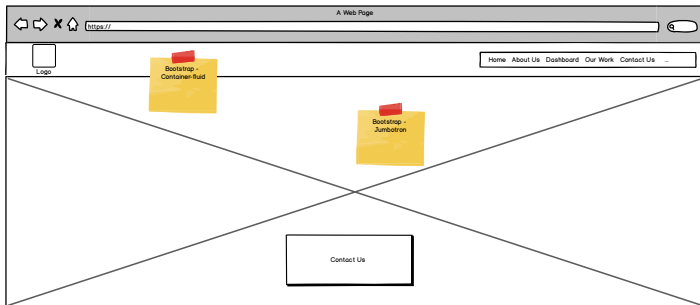 A Web Page
https://
Logo
Bootstrap -
Container-fluid
Home About Us Dashboard Our Work Contact Us ...
Bootstrap -
Jumbotron
Contact Us